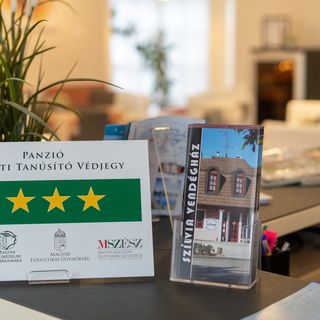 PANZIÓ
TI TANÚSÍTÓ VÉDJEGY
MAGYAR
TURISZTIKAI ÜGYNÖKSÉG
MSZÉSZ
SZILVIA VENDÉGHÁZ